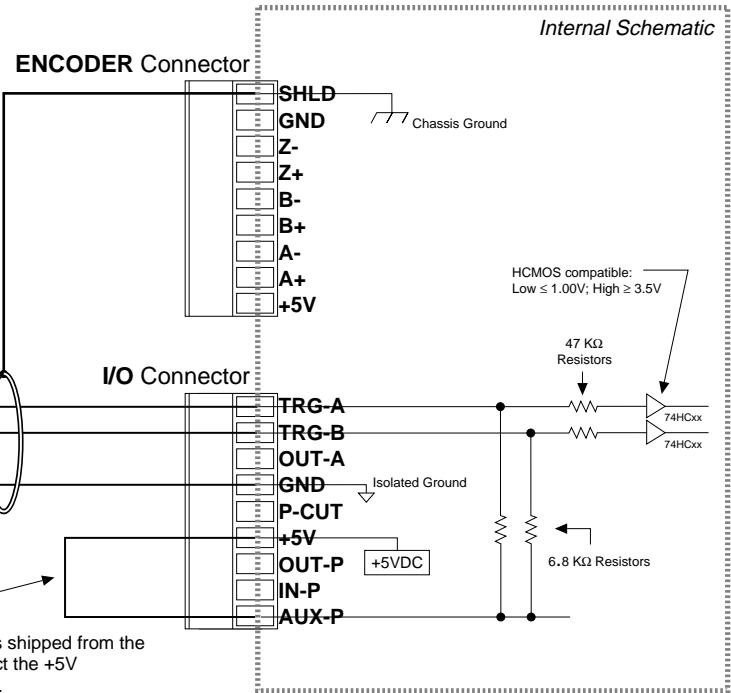 Internal Schematic
ENCODER Connector
SHLD
GND
Z-
Z+
B-
B+
A-
A+
+5V
Chassis Ground
HCMOS compatible:
Low ≤ 1.00V; High ≥ 3.5V
47 KΩ
Resistors
74HCxx
74HCxx
I/O Connector
TRG-A
TRG-B
OUT-A
GND
P-CUT
+5V
OUT-P
IN-P
AUX-P
Isolated Ground
+5VDC
6.8 KΩ Resistors
s shipped from the
ct the +5V
.